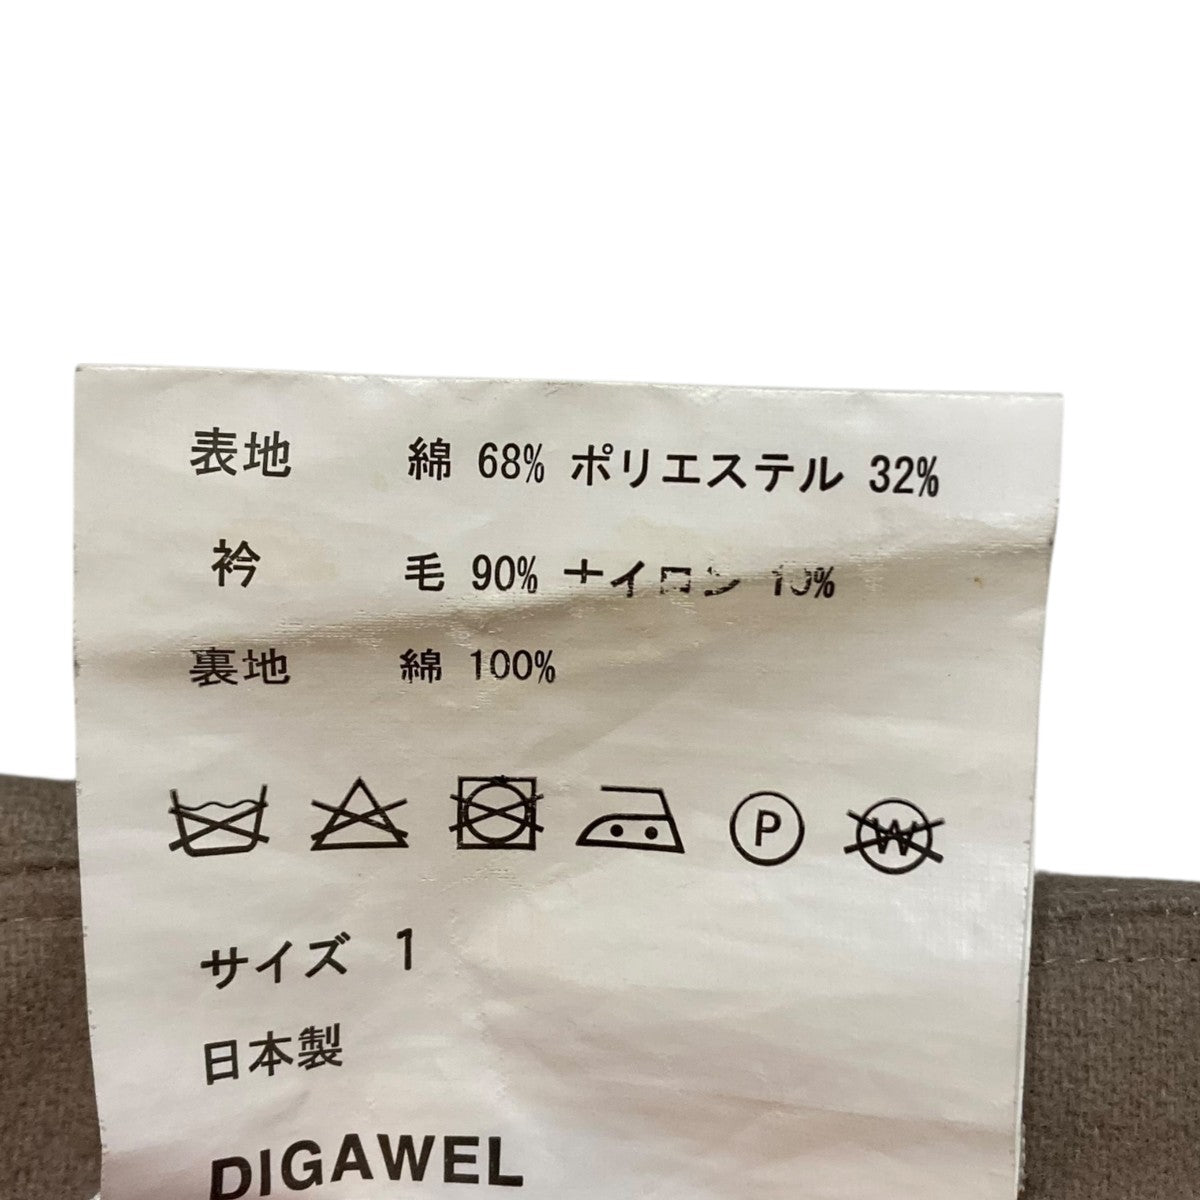 表地 綿 68% ポリエステル 32%
衿 毛 90% ナイロン 10%
裏地 綿 100%
P W
サイズ 1
日本製
DIGAWEL